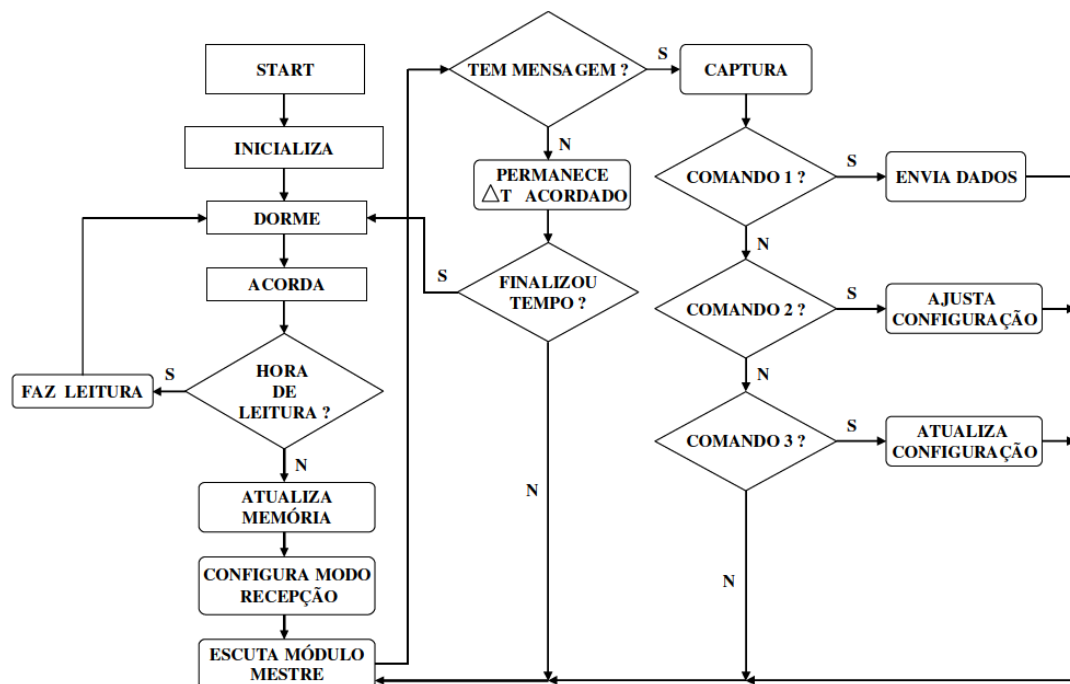 START
INICIALIZA
DORME
ACORDA
HORA
DE
LEITURA ?
S
FAZ LEITURA
N
ATUALIZA
MEMÓRIA
CONFIGURA MODO
RECEPÇÃO
ESCUTA MÓDULO
MESTRE
TEM MENSAGEM ?
S
N
PERMANECE
△T ACORDADO
FINALIZOU
TEMPO ?
S
N
CAPTURA
COMANDO 1 ?
S
ENVIA DADOS
N
COMANDO 2 ?
S
AJUSTA
CONFIGURAÇÃO
N
COMANDO 3 ?
S
ATUALIZA
CONFIGURAÇÃO
N